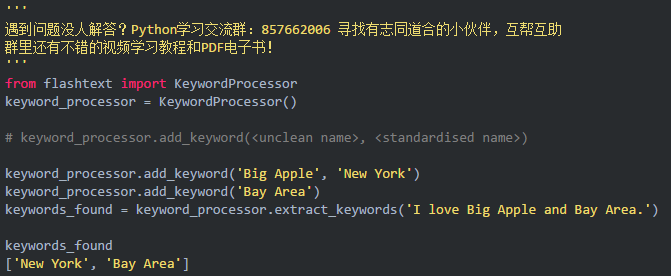 '''
遇到问题没人解答？Python学习交流群：857662006 寻找有志同道合的小伙伴，互帮互助
群里还有不错的视频学习教程和PDF电子书！
'''
from flashtext import KeywordProcessor
keyword_processor = KeywordProcessor()
# keyword_processor.add_keyword(<unclean name>, <standardised name>)
keyword_processor.add_keyword('Big Apple', 'New York')
keyword_processor.add_keyword('Bay Area')
keywords_found = keyword_processor.extract_keywords('I love Big Apple and Bay Area.')
keywords_found
['New York', 'Bay Area']